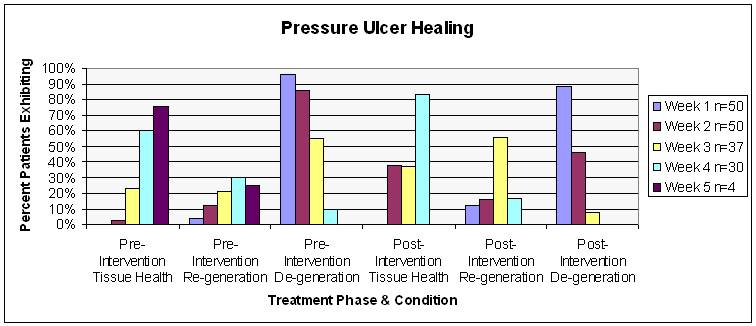 Pressure Ulcer Healing
Percent Patients Exhibiting
100%
90%
80%
70%
60%
50%
40%
30%
20%
10%
0%
Pre-
Intervention
Tissue Health
Pre-
Intervention
Re-generation
Pre-
Intervention
De-generation
Post-
Intervention
Tissue Health
Post-
Intervention
Re-generation
Post-
Intervention
De-generation
Treatment Phase & Condition
Week 1 n=50
Week 2 n=50
Week 3 n=37
Week 4 n=30
Week 5 n=4